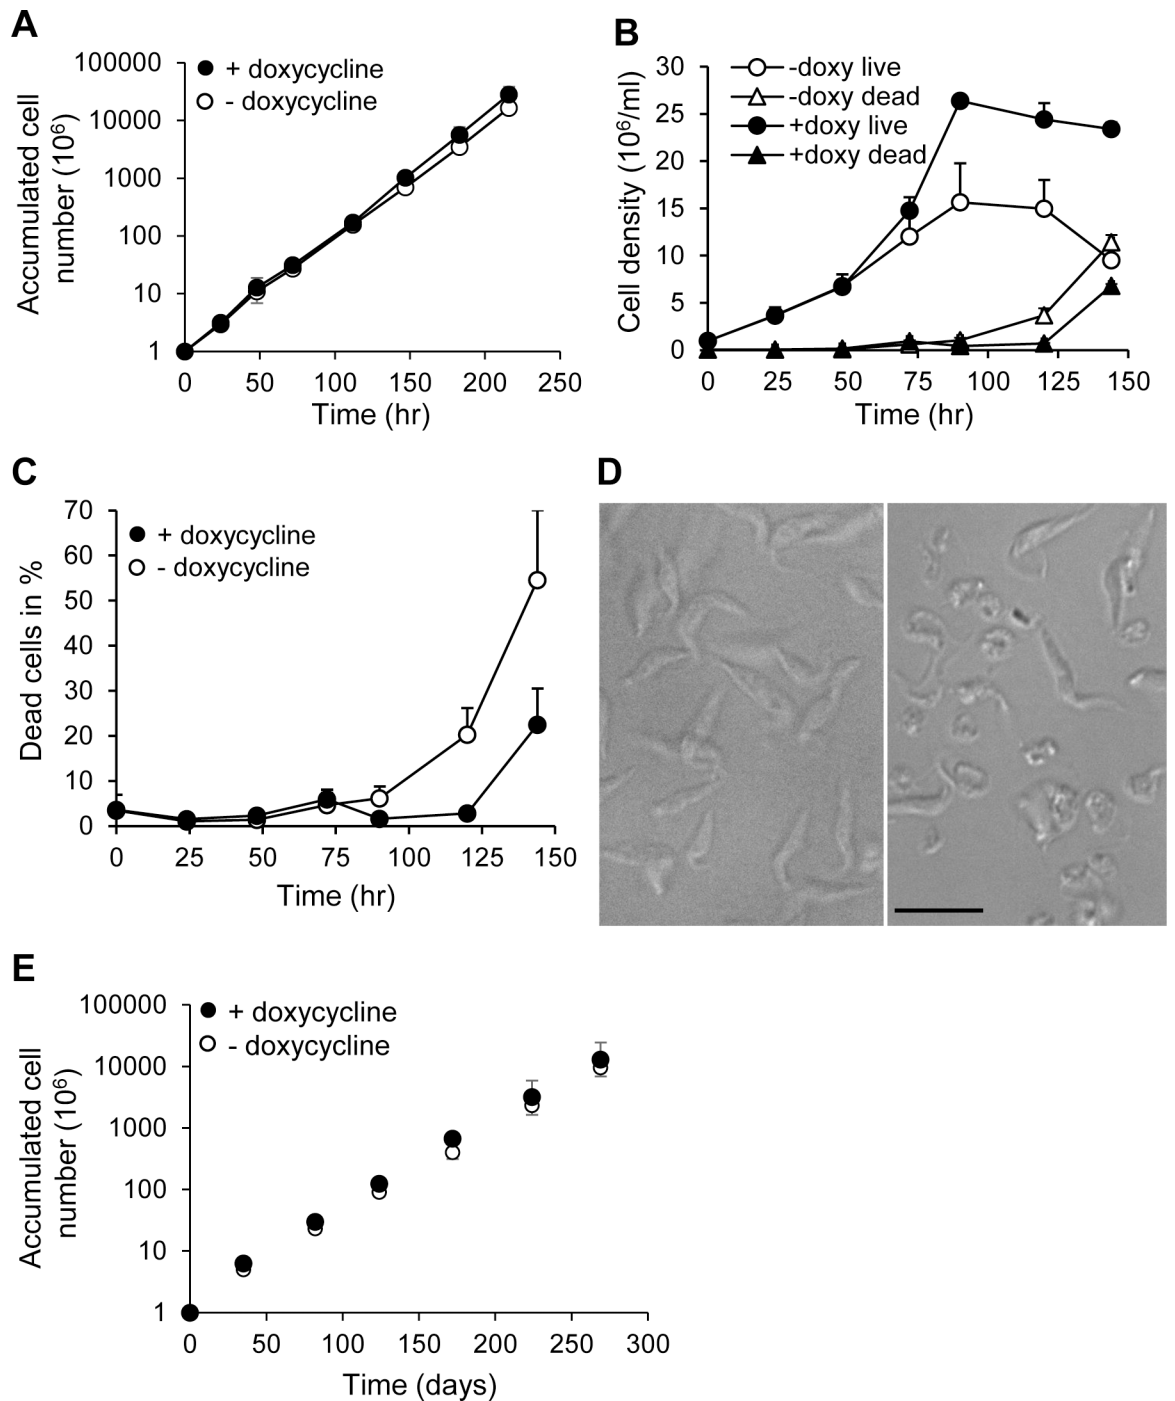 A
100000
10000
1000
100
10
1
Accumulated cell
number (10⁶)
+ doxycycline
- doxycycline
0 50 100 150 200 250
Time (hr)
B
30
25
20
15
10
5
0
Cell density (10⁶/ml)
-doxy live
-doxy dead
+doxy live
+doxy dead
0 25 50 75 100 125 150
Time (hr)
C
70
60
50
40
30
20
10
0
Dead cells in %
+ doxycycline
- doxycycline
0 25 50 75 100 125 150
Time (hr)
D
E
100000
10000
1000
100
10
1
Accumulated cell
number (10⁶)
+ doxycycline
- doxycycline
0 50 100 150 200 250 300
Time (days)